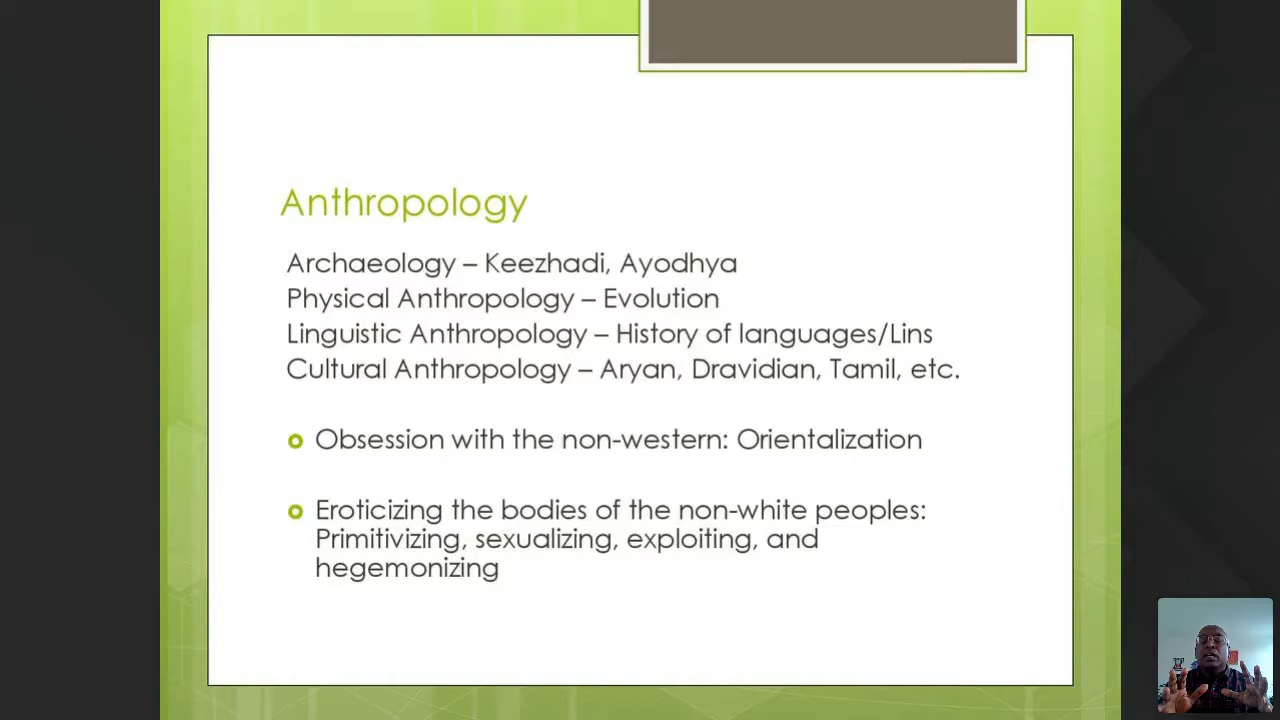 Anthropology
Archaeology – Keezhadi, Ayodhya
Physical Anthropology – Evolution
Linguistic Anthropology – History of languages/Lins
Cultural Anthropology – Aryan, Dravidian, Tamil, etc.
Obsession with the non-western: Orientalization
Eroticizing the bodies of the non-white peoples:
Primitivizing, sexualizing, exploiting, and
hegemonizing